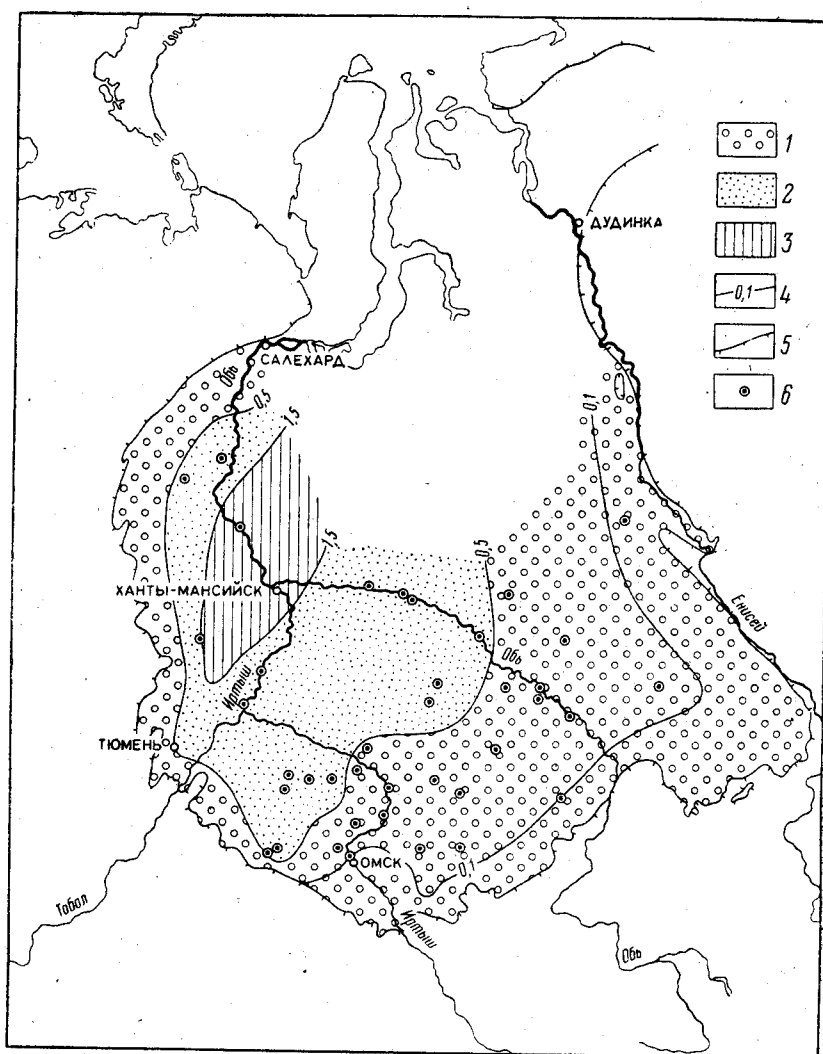 1
2
3
0,1
4
5
6
ДУДИНКА
САЛЕХАРД
Обь
0,5
1,5
0,1
1,5
0,5
ХАНТЫ-МАНСИЙСК
Енисей
Обь
Иртыш
ТЮМЕНЬ
ОМСК
0,1
Тобол
Иртыш
Обь